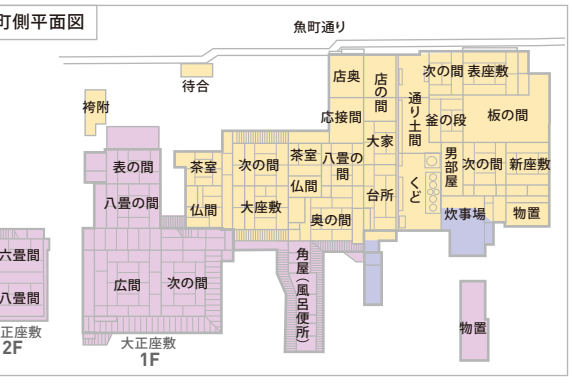 町側平面図
魚町通り
待合
袴附
店奥
店の間
応接間
大家
通り土間
次の間
表座敷
釜の段
板の間
男部屋
次の間
新座敷
物置
くど
炊事場
台所
茶室
仏間
八畳の間
奥の間
次の間
大座敷
茶室
仏間
表の間
八畳の間
広間
次の間
角屋(風呂便所)
物置
大正座敷
1F
六畳間
八畳間
正座敷
2F